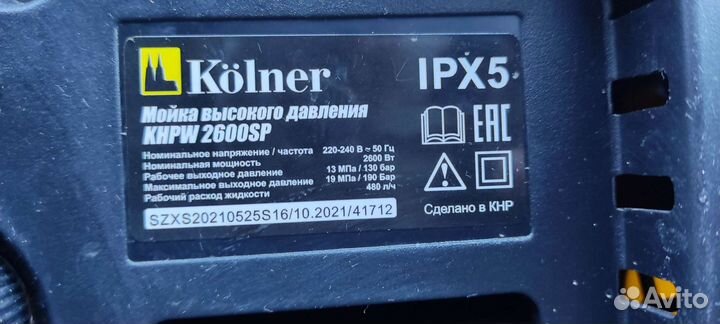 Kölner
IPX5
Мойка высокого давления
KHPW 2600SP
Номинальное напряжение / частота 220-240 В ~ 50 Гц
Номинальная мощность 2600 Вт
Рабочее выходное давление 13 МПа / 130 бар
Максимальное выходное давление 19 МПа / 190 Бар
Рабочий расход жидкости 480 л/ч
SZXS20210525S16/10.2021/41712
EAC
Сделано в КНР
Avito